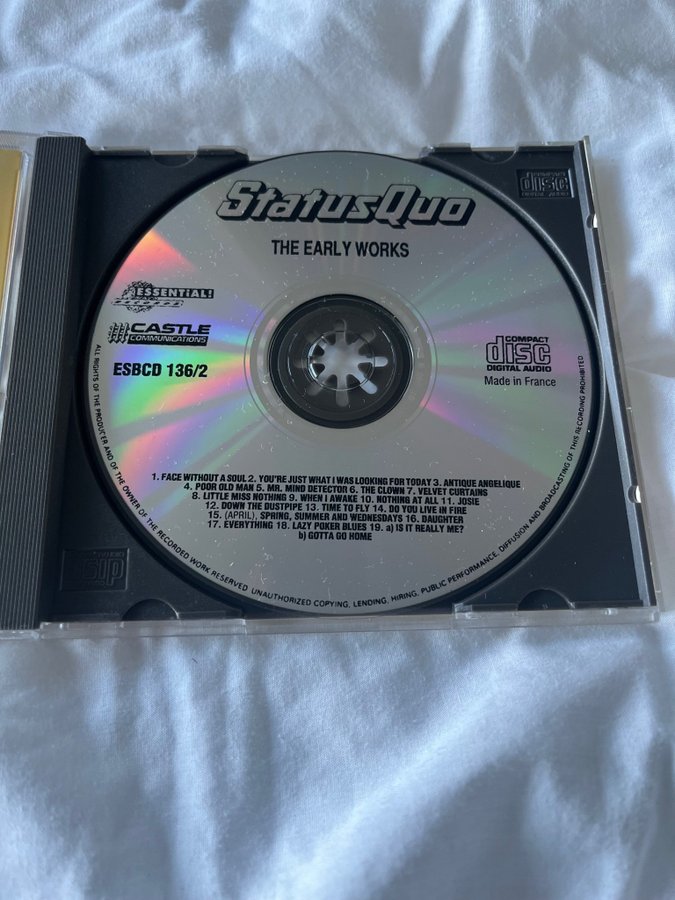 StatusQuo
THE EARLY WORKS
ESSENTIAL!
RECORDS
CASTLE
COMMUNICATIONS
ESBCD 136/2
COMPACT
disc
DIGITAL AUDIO
Made in France
1. FACE WITHOUT A SOUL 2. YOU'RE JUST WHAT I WAS LOOKING FOR TODAY 3. ANTIQUE ANGELIQUE
4. POOR OLD MAN 5. MR. MIND DETECTOR 6. THE CLOWN 7. VELVET CURTAINS
8. LITTLE MISS NOTHING 9. WHEN I AWAKE 10. NOTHING AT ALL 11. JOSIE
12. DOWN THE DUSTPIPE 13. TIME TO FLY 14. DO YOU LIVE IN FIRE
15. (APRIL), SPRING, SUMMER AND WEDNESDAYS 16. DAUGHTER
17. EVERYTHING 18. LAZY POKER BLUES 19. a) IS IT REALLY ME?
b) GOTTA GO HOME
ALL RIGHTS OF THE PRODUCER AND OF THE OWNER OF THE RECORDED WORK RESERVED UNAUTHORIZED COPYING, LENDING, HIRING, PUBLIC PERFORMANCE, DIFFUSION AND BROADCASTING OF THIS RECORDING PROHIBITED
COMPACT
disc
DIGITAL AUDIO
disc